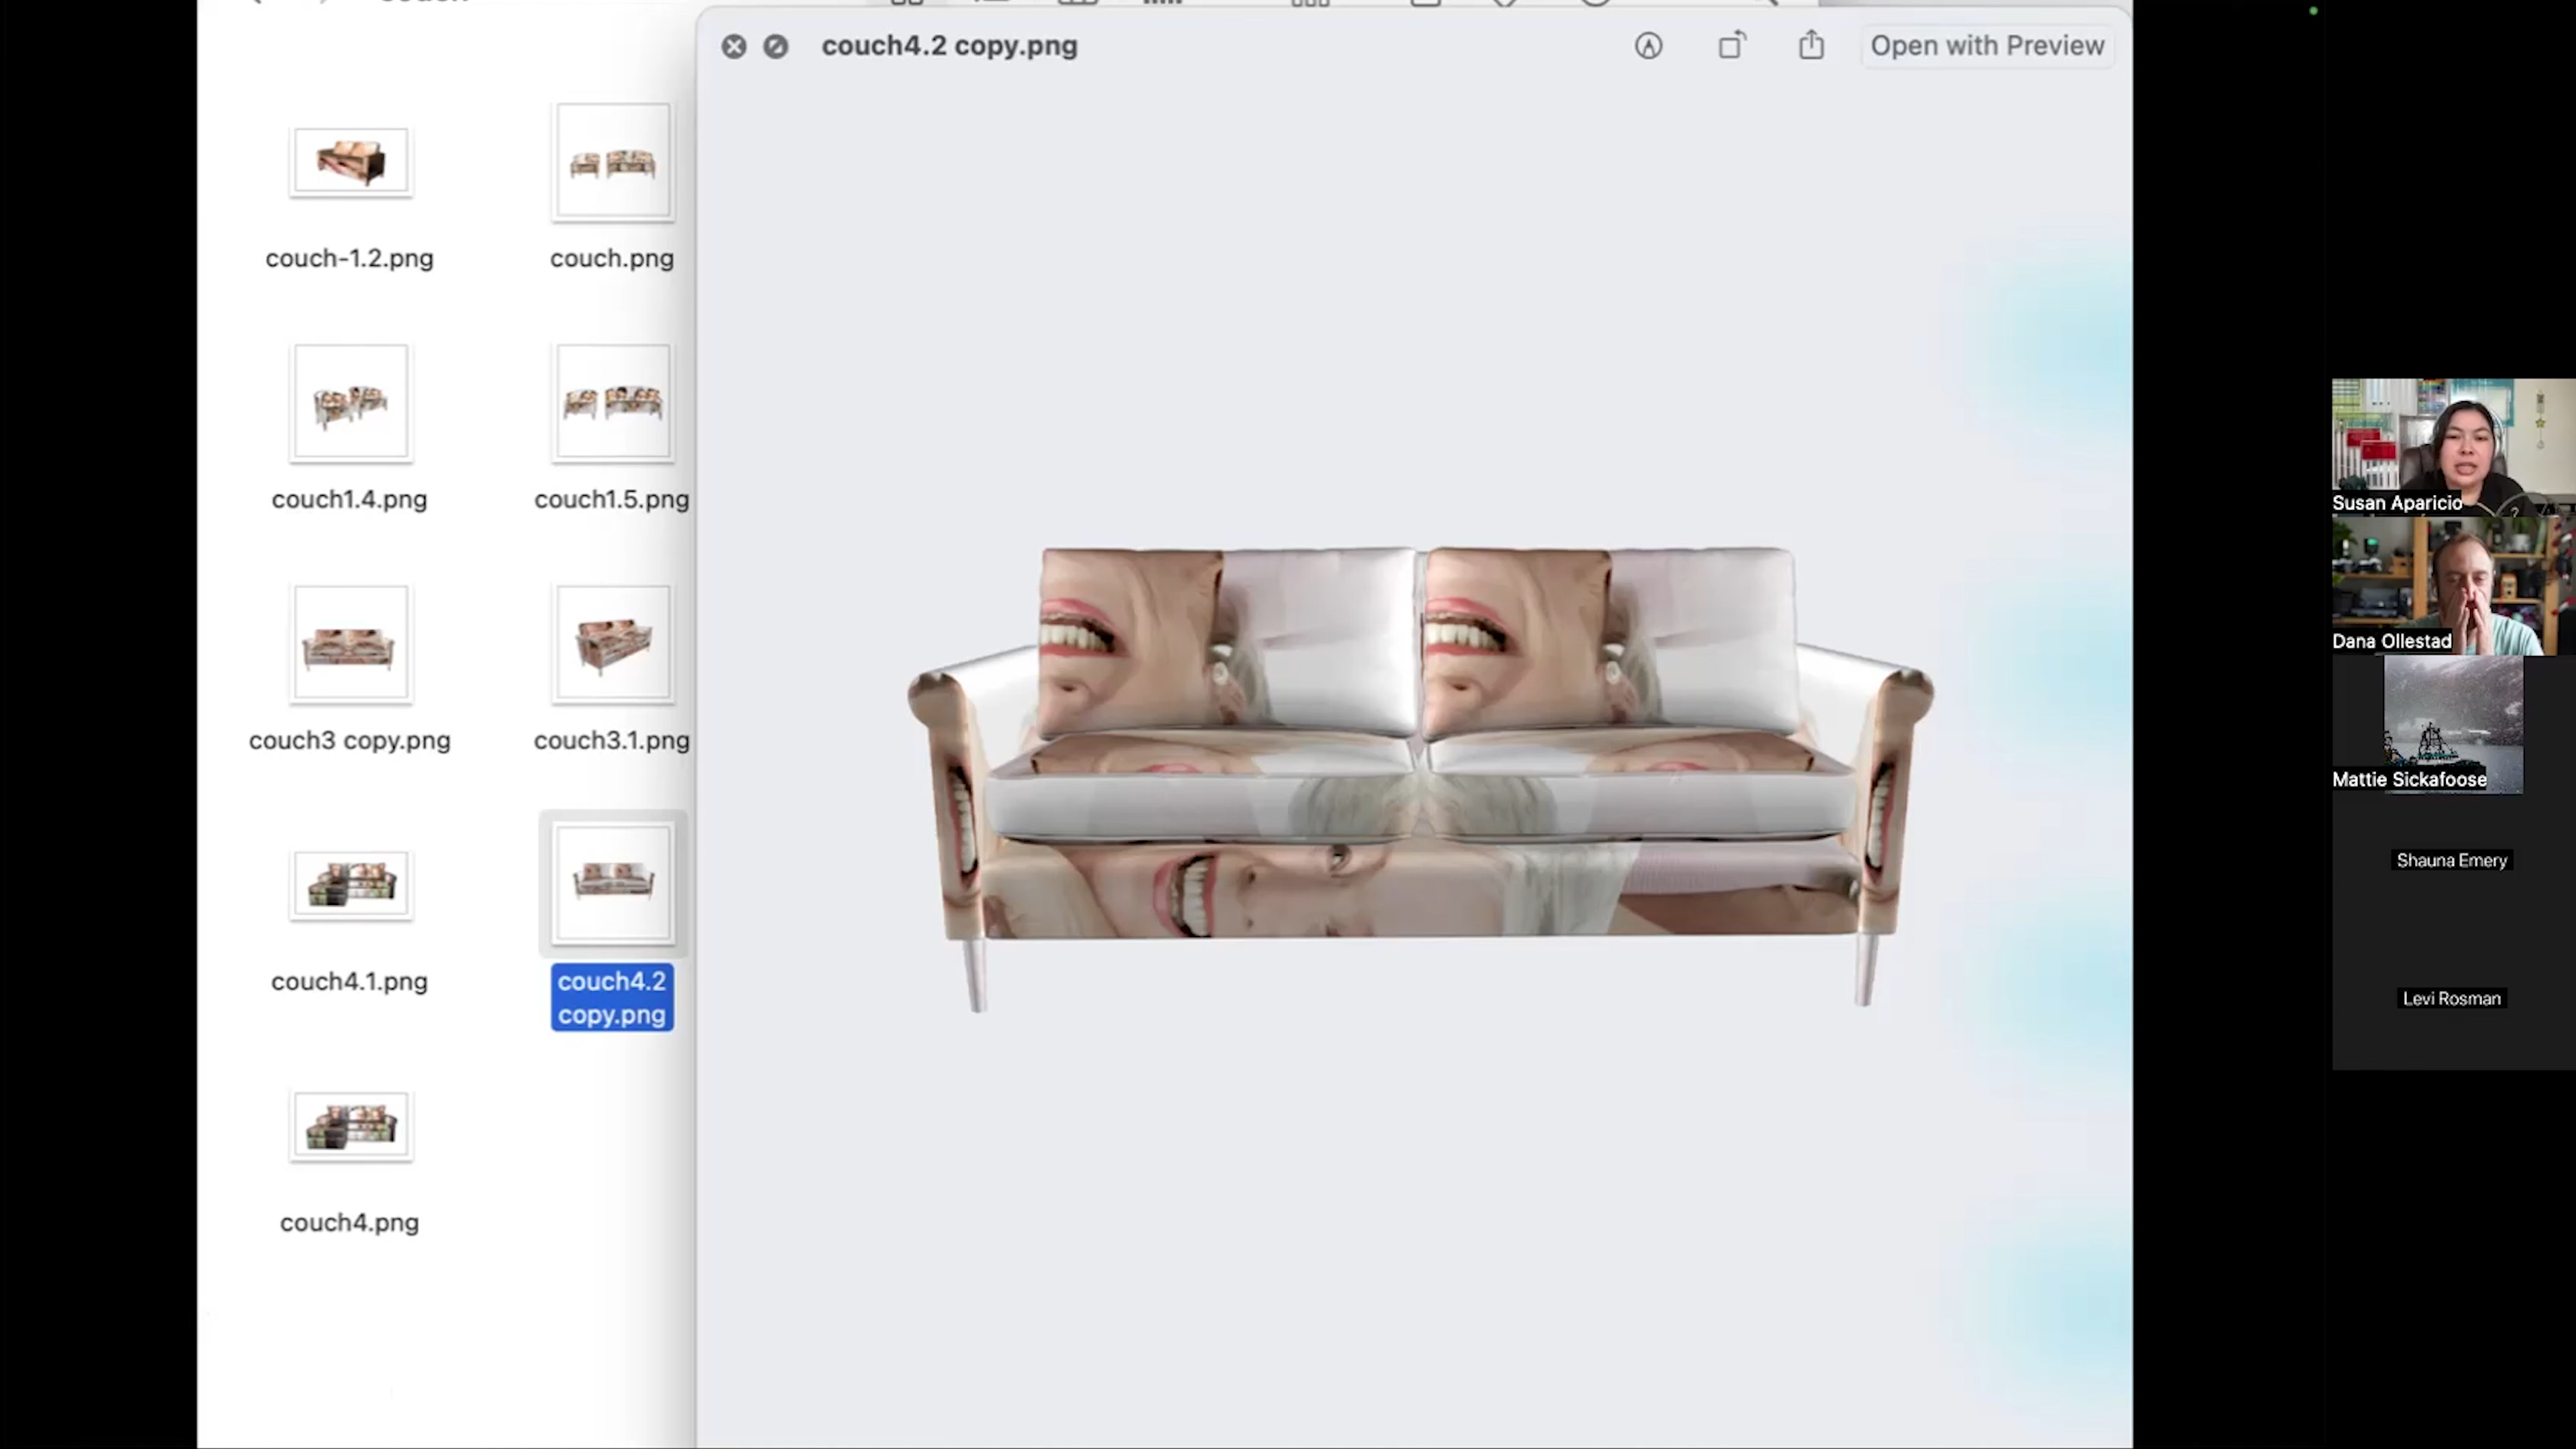 couch
couch4.2 copy.png
Open with Preview
couch-1.2.png
couch.png
couch1.4.png
couch1.5.png
couch3 copy.png
couch3.1.png
couch4.1.png
couch4.2
copy.png
couch4.png
Susan Aparicio
Dana Ollestad
Mattie Sickafoose
Shauna Emery
Levi Rosman